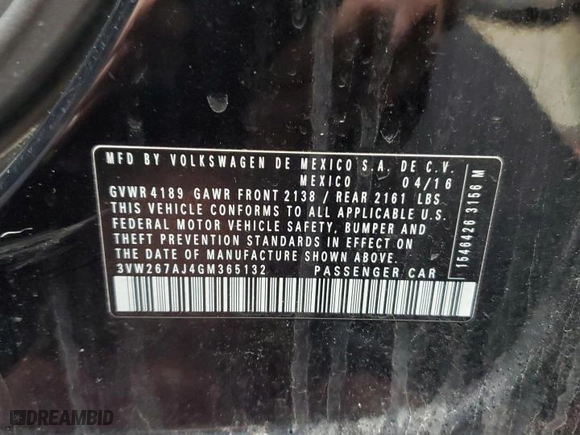 MFD BY VOLKSWAGEN DE MEXICO S.A. DE C.V.
MEXICO 04/16
GVWR 4189 GAWR FRONT 2138 / REAR 2161 LBS
THIS VEHICLE CONFORMS TO ALL APPLICABLE U.S.
FEDERAL MOTOR VEHICLE SAFETY, BUMPER AND
THEFT PREVENTION STANDARDS IN EFFECT ON
THE DATE OF MANUFACTURE SHOWN ABOVE.
3VW267AJ4GM365132 PASSENGER CAR
1546426 3156 M
DREAMBID